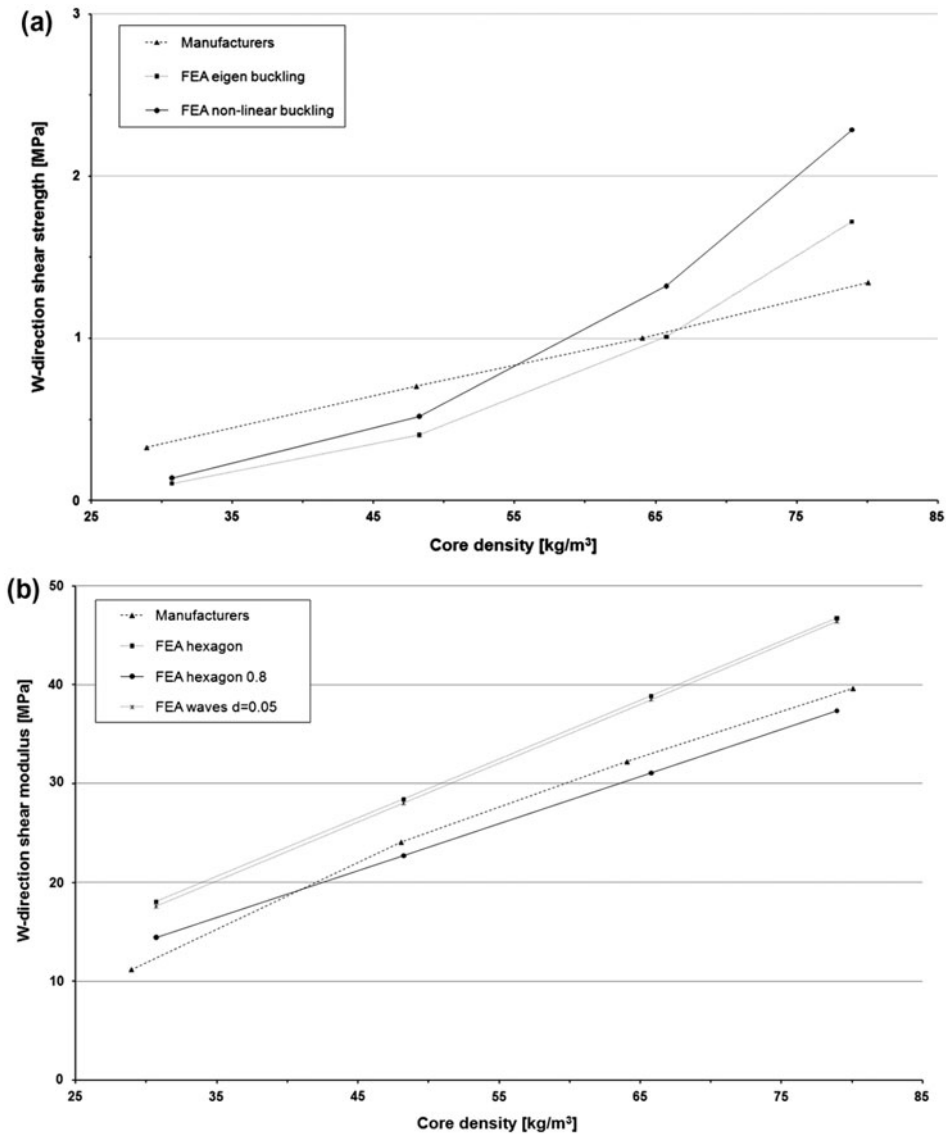 (a)
3
2
1
0
W-direction shear strength [MPa]
Manufacturers
FEA eigen buckling
FEA non-linear buckling
25 35 45 55 65 75 85
Core density [kg/m³]
(b)
50
40
30
20
10
0
W-direction shear modulus [MPa]
Manufacturers
FEA hexagon
FEA hexagon 0.8
FEA waves d=0.05
25 35 45 55 65 75 85
Core density [kg/m³]